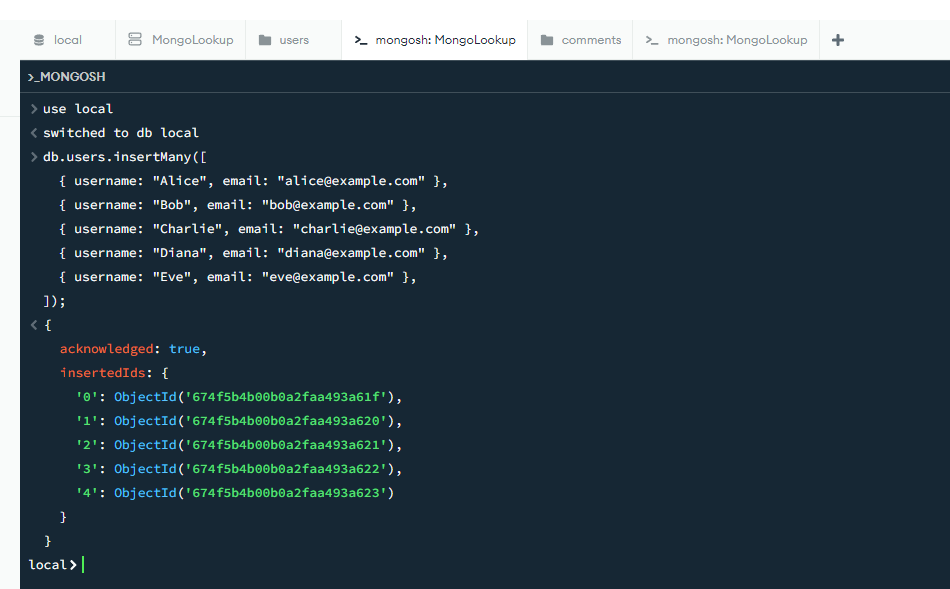 local MongoLookup users >_ mongosh: MongoLookup comments >_ mongosh: MongoLookup +
>_MONGOSH
> use local
< switched to db local
> db.users.insertMany([
{ username: "Alice", email: "alice@example.com" },
{ username: "Bob", email: "bob@example.com" },
{ username: "Charlie", email: "charlie@example.com" },
{ username: "Diana", email: "diana@example.com" },
{ username: "Eve", email: "eve@example.com" },
]);
< {
acknowledged: true,
insertedIds: {
'0': ObjectId('674f5b4b00b0a2faa493a61f'),
'1': ObjectId('674f5b4b00b0a2faa493a620'),
'2': ObjectId('674f5b4b00b0a2faa493a621'),
'3': ObjectId('674f5b4b00b0a2faa493a622'),
'4': ObjectId('674f5b4b00b0a2faa493a623')
}
}
local>